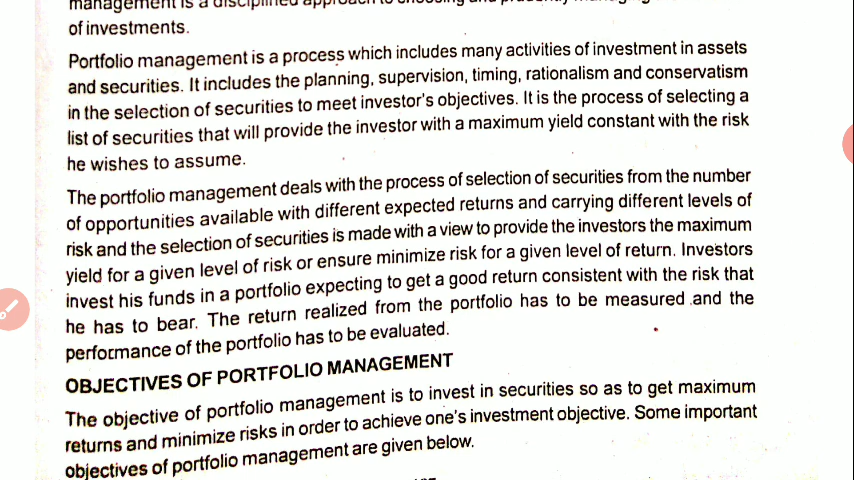 management is a disciplined approach to choosing and prudently
of investments.
Portfolio management is a process which includes many activities of investment in assets
and securities. It includes the planning, supervision, timing, rationalism and conservatism
in the selection of securities to meet investor's objectives. It is the process of selecting a
list of securities that will provide the investor with a maximum yield constant with the risk
he wishes to assume.
The portfolio management deals with the process of selection of securities from the number
of opportunities available with different expected returns and carrying different levels of
risk and the selection of securities is made with a view to provide the investors the maximum
yield for a given level of risk or ensure minimize risk for a given level of return. Investors
invest his funds in a portfolio expecting to get a good return consistent with the risk that
he has to bear. The return realized from the portfolio has to be measured and the
performance of the portfolio has to be evaluated.
OBJECTIVES OF PORTFOLIO MANAGEMENT
The objective of portfolio management is to invest in securities so as to get maximum
returns and minimize risks in order to achieve one's investment objective. Some important
objectives of portfolio management are given below.